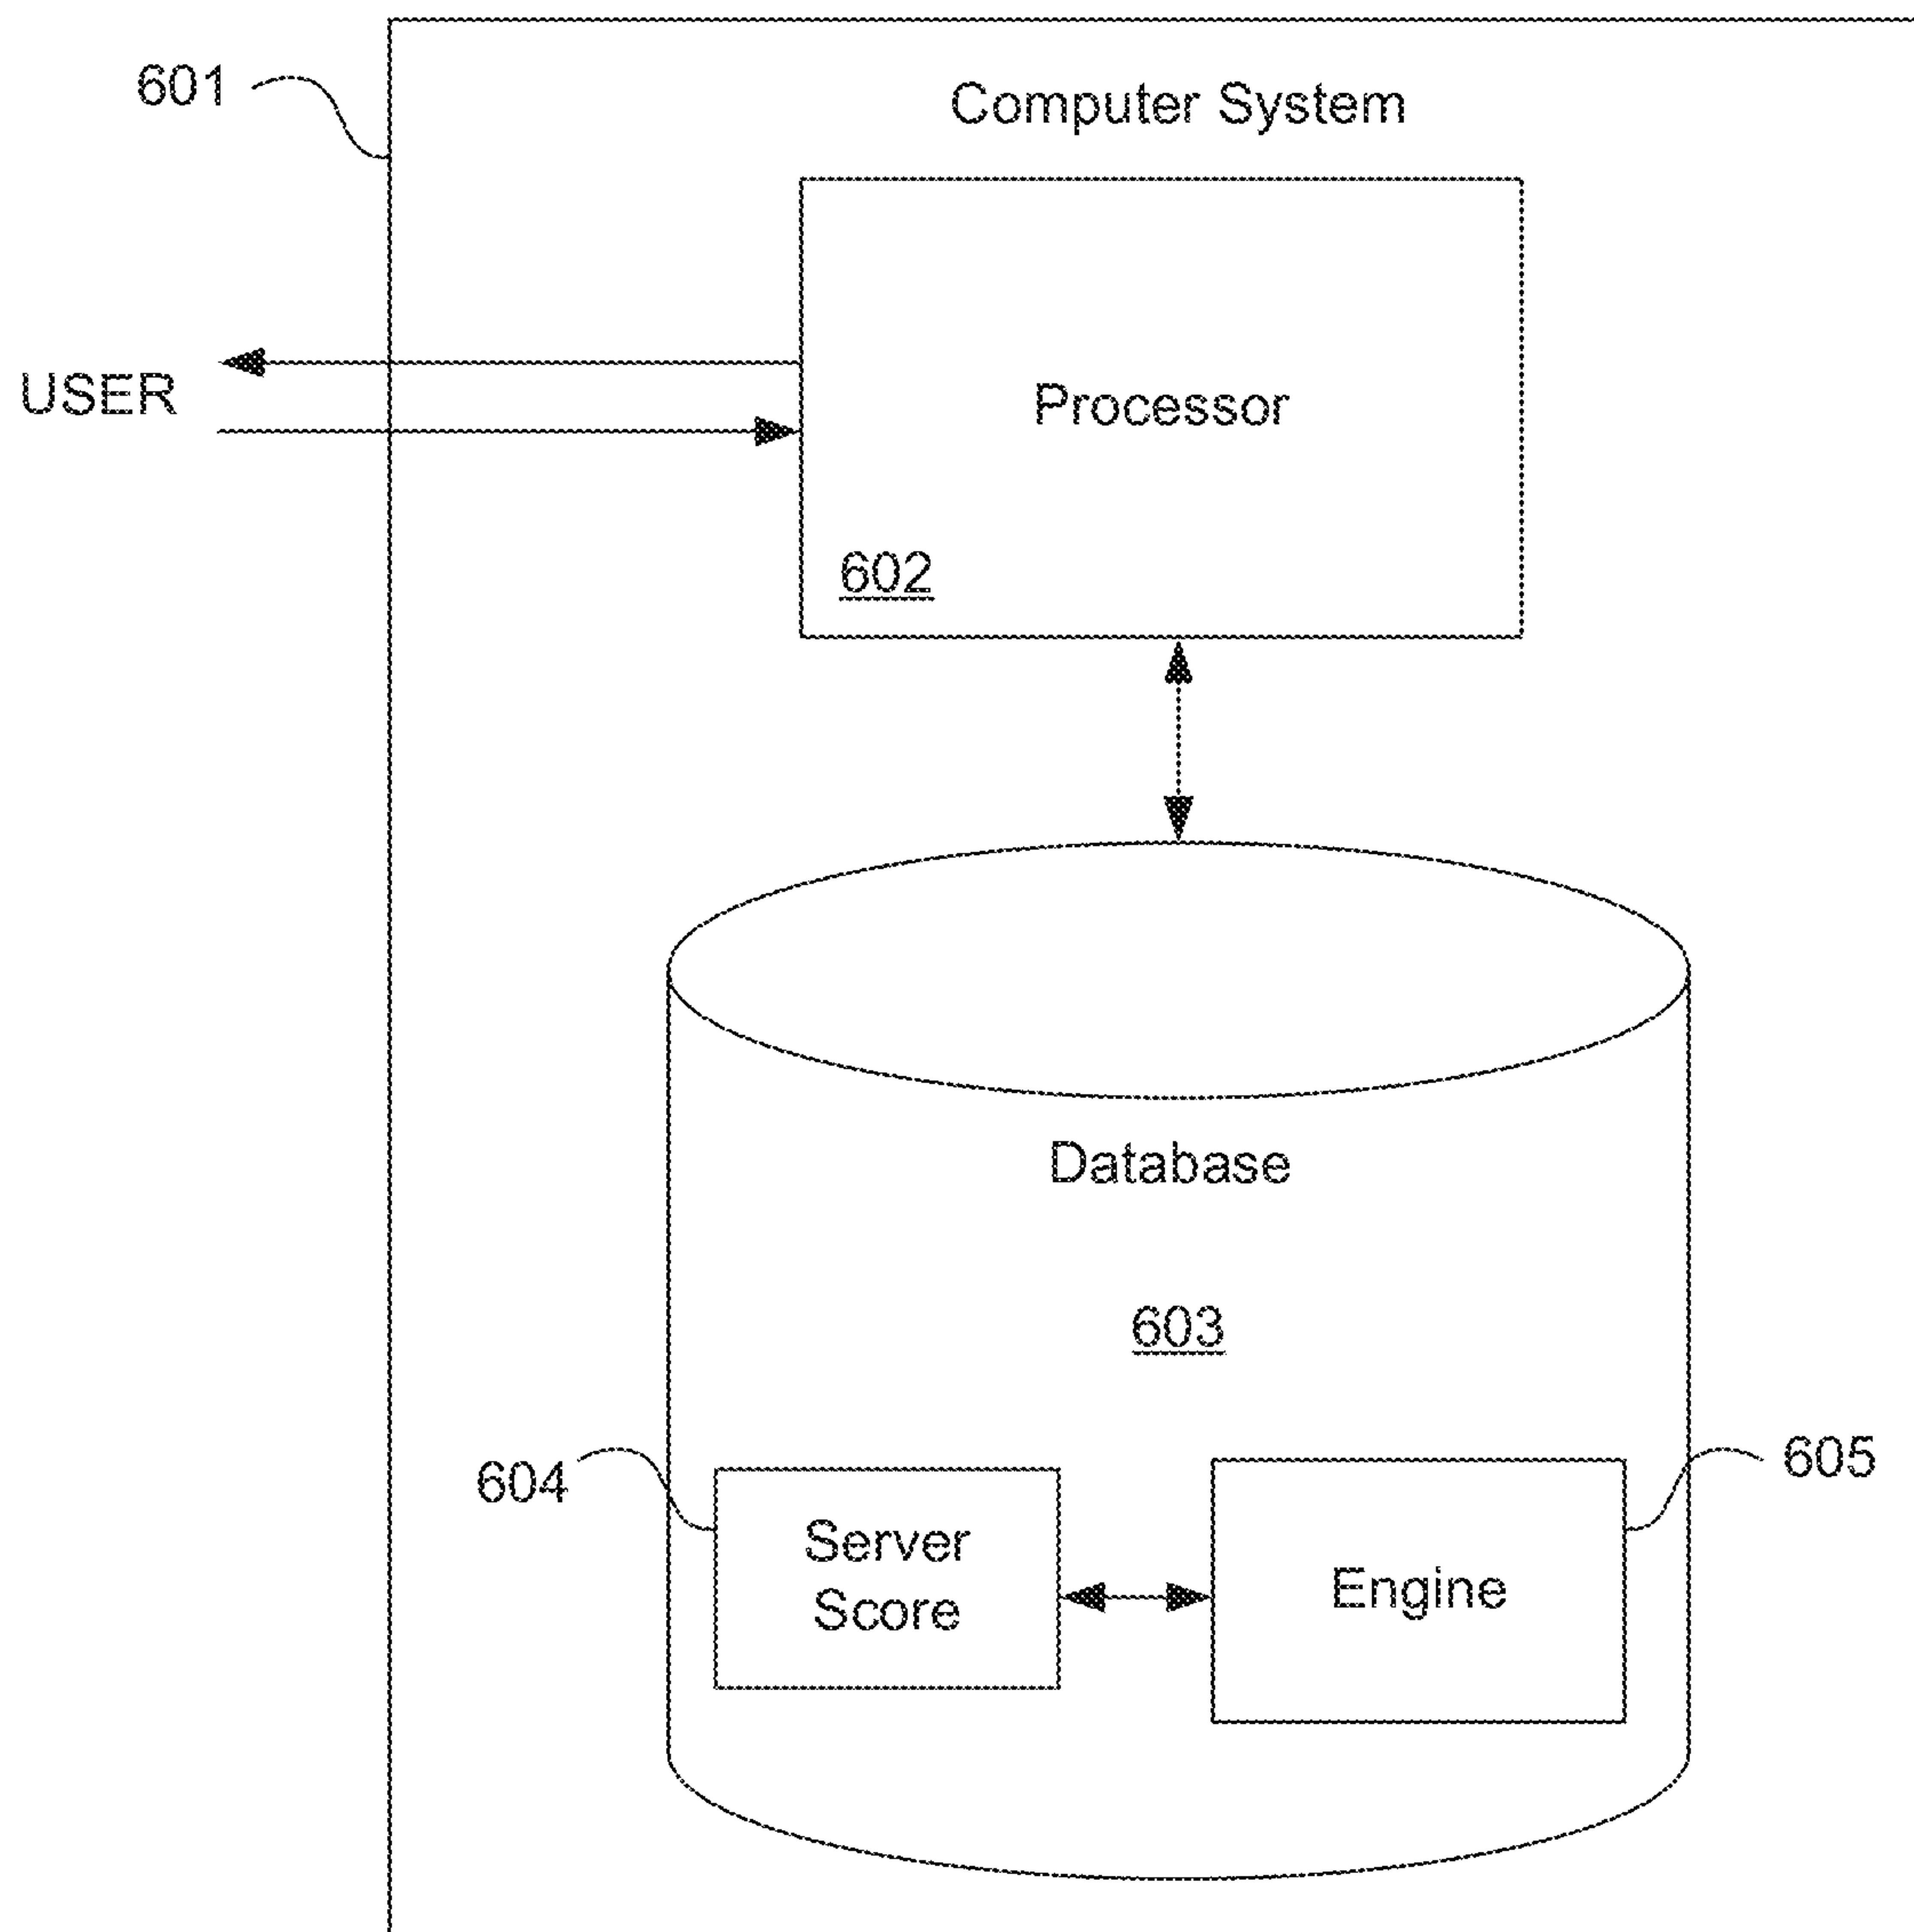 601
Computer System
USER
Processor
602
Database
603
604
Server
Score
Engine
605